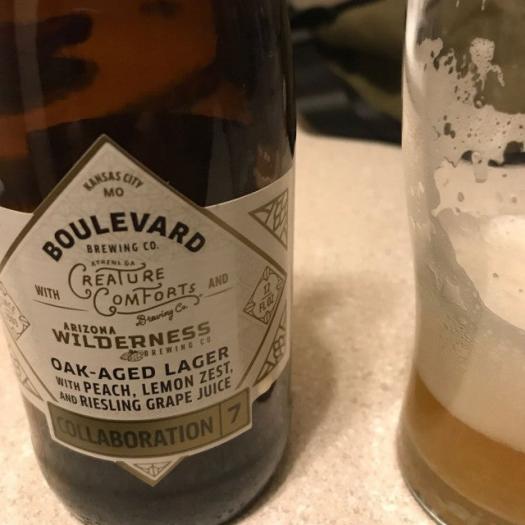 KANSAS CITY
MO
BOULEVARD
BREWING CO.
ATHENS, GA
WITH CREATURE COMFORTS AND
Brewing Co.
ARIZONA
WILDERNESS
BREWING CO
OAK-AGED LAGER
WITH PEACH, LEMON ZEST,
AND RIESLING GRAPE JUICE
COLLABORATION 7
12
FL OZ